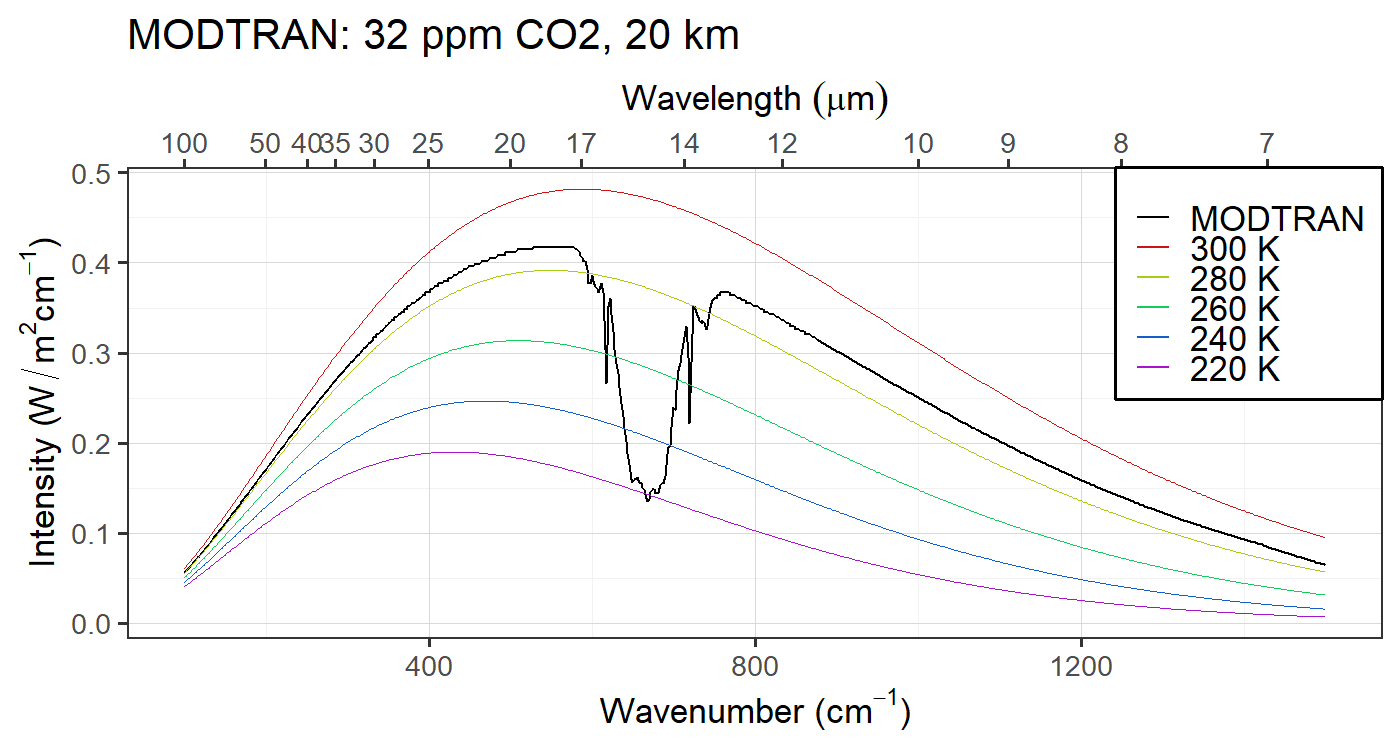 MODTRAN: 32 ppm CO2, 20 km
Wavelength (μm)
100 50 40 35 30 25 20 17 14 12 10 9 8 7
Intensity (W / m²cm⁻¹)
0.5
0.4
0.3
0.2
0.1
0.0
MODTRAN
300 K
280 K
260 K
240 K
220 K
400 800 1200
Wavenumber (cm⁻¹)